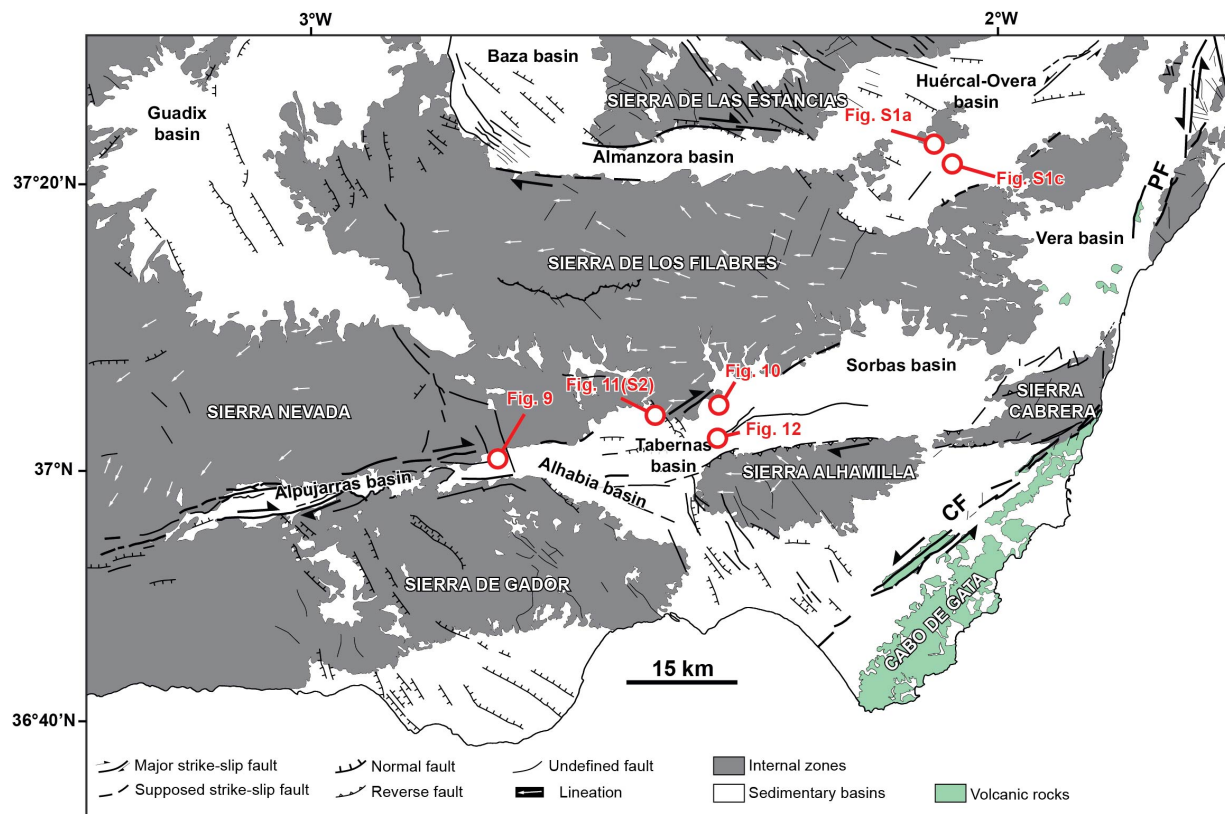 3°W
2°W
Baza basin
Huércal-Overa
basin
SIERRA DE LAS ESTANCIAS
Guadix
basin
Fig. S1a
Almanzora basin
37°20'N
Fig. S1c
PF
Vera basin
SIERRA DE LOS FILABRES
Sorbas basin
Fig. 10
Fig. 11(S2)
Fig. 9
SIERRA
CABRERA
SIERRA NEVADA
Fig. 12
Tabernas
basin
37°N
SIERRA ALHAMILLA
Alhabia basin
Alpujarras basin
CF
SIERRA DE GADOR
CABO DE GATA
15 km
36°40'N
Major strike-slip fault
Normal fault
Undefined fault
Internal zones
Supposed strike-slip fault
Reverse fault
Lineation
Sedimentary basins
Volcanic rocks